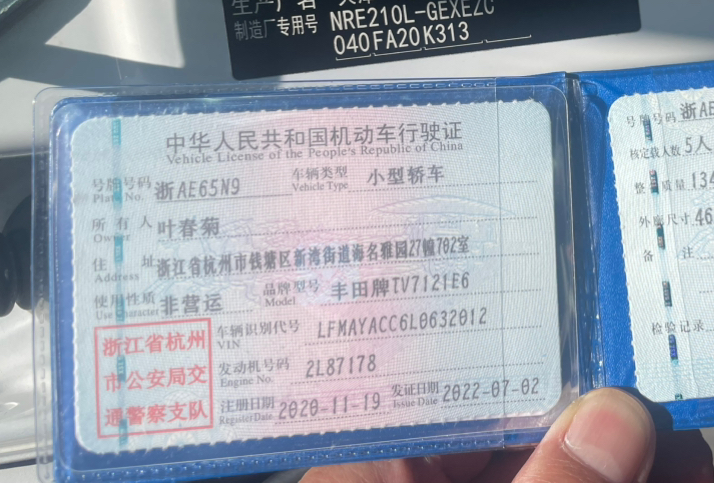 制造厂专用号 NRE210L-GEXEZC
040FA20K313
中华人民共和国机动车行驶证
Vehicle License of the People's Republic of China
号牌号码 浙AE65N9 车辆类型 小型轿车
Plate No. Vehicle Type
所有人 叶春菊
Owner
住址 浙江省杭州市钱塘区新湾街道海名雅园27幢702室
Address
使用性质 非营运 品牌型号 丰田牌TV7121E6
Use Character Model
浙江省杭州
市公安局交
通警察支队
车辆识别代号 LFMAYACC6L0632012
VIN
发动机号码 2L87178
Engine No.
注册日期 2020-11-19 发证日期 2022-07-02
Register Date Issue Date
号牌号码 浙AE
核定载人数 5人
整 质量 134
外廓尺寸 46
备 注
检验记录